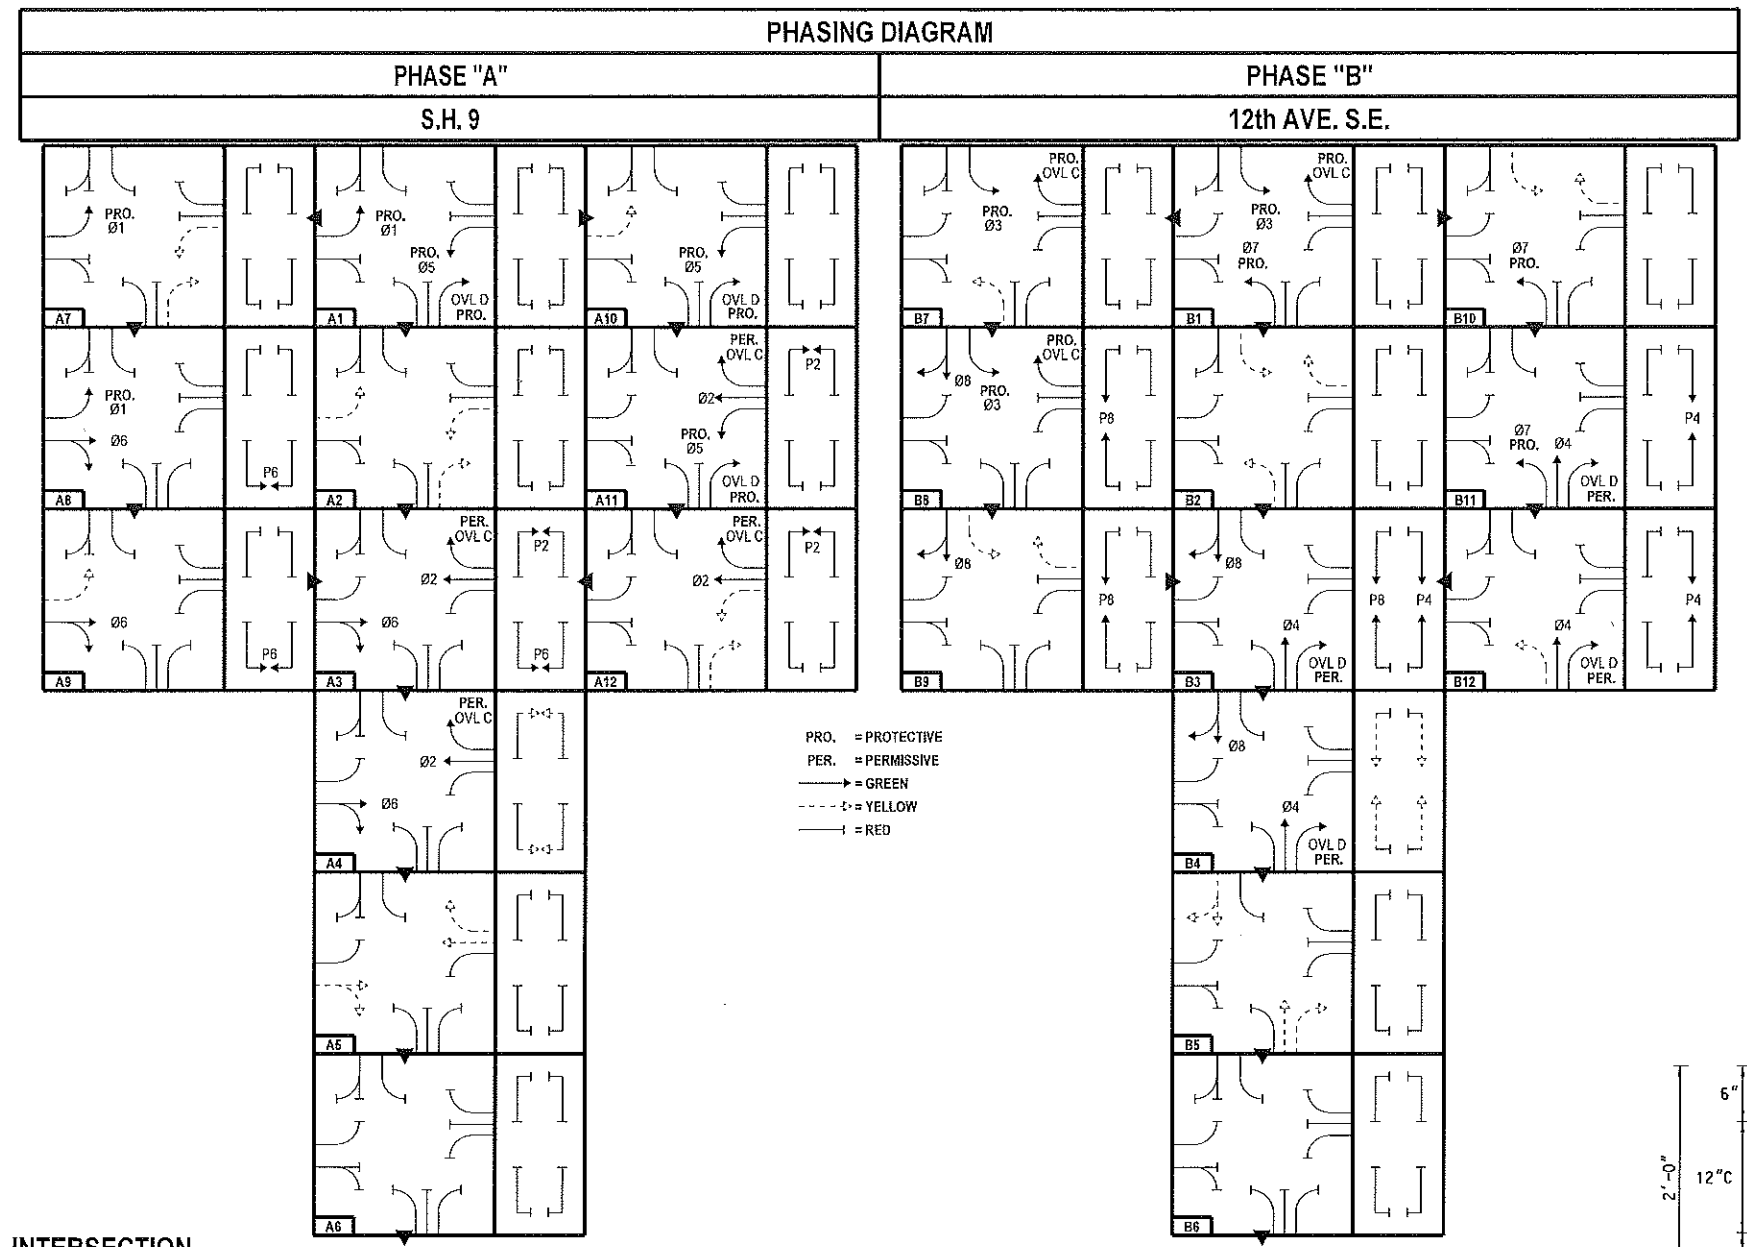 PHASING DIAGRAM
PHASE "A"
PHASE "B"
S.H. 9
12th AVE. S.E.
PRO.
Ø1
A7
PRO.
Ø1
PRO.
Ø5
OVL D
PRO.
A1
PRO.
Ø5
OVL D
PRO.
A10
PRO.
OVL C
PRO.
Ø3
B7
PRO.
OVL C
PRO.
Ø3
Ø7
PRO.
B1
Ø7
PRO.
B10
PRO.
Ø1
Ø6
P6
A8
A2
PER.
OVL C
Ø2
PRO.
Ø5
OVL D
PRO.
P2
A11
PRO.
OVL C
Ø8
PRO.
Ø3
P8
B8
B2
Ø7
PRO.
Ø4
OVL D
PER.
P4
B11
Ø6
P6
A9
PER.
OVL C
Ø2
Ø6
P2
P6
A3
PER.
OVL C
Ø2
P2
A12
Ø8
P8
B9
Ø8
Ø4
OVL D
PER.
P8 P4
B3
Ø4
OVL D
PER.
P4
B12
PER.
OVL C
Ø2
Ø6
A4
PRO. = PROTECTIVE
PER. = PERMISSIVE
= GREEN
= YELLOW
= RED
Ø8
Ø4
OVL D
PER.
B4
A5
B5
A6
B6
6"
2'-0"
12"C
INTERSECTION